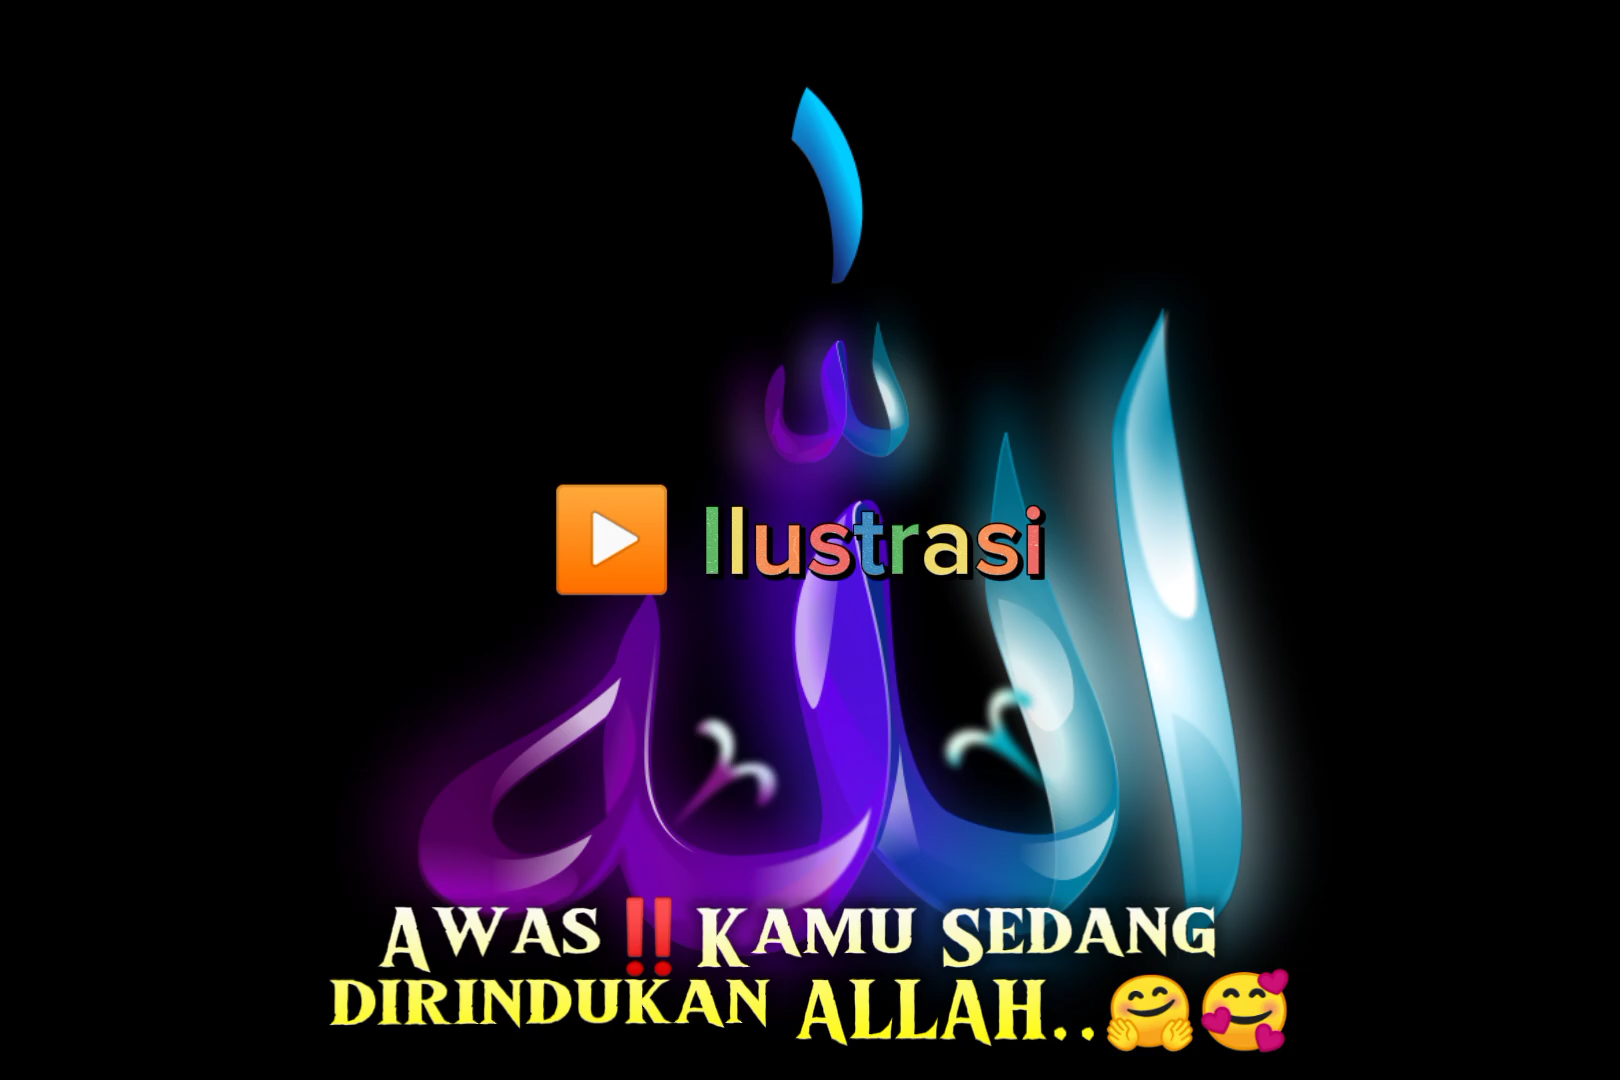 الله
▶️ Ilustrasi
Awas‼️Kamu Sedang
dirindukan ALLAH..🤗🥰